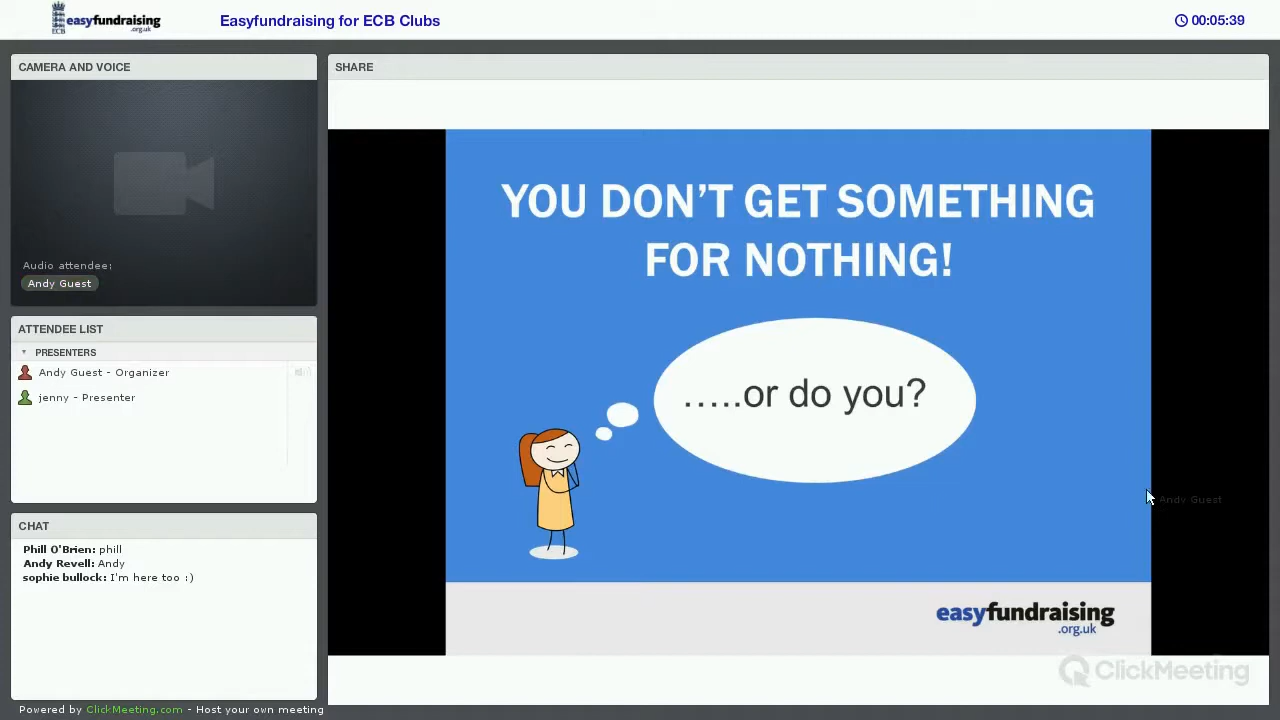 ECB
easyfundraising
.org.uk
Easyfundraising for ECB Clubs
00:05:39
CAMERA AND VOICE
Audio attendee:
Andy Guest
ATTENDEE LIST
PRESENTERS
Andy Guest - Organizer
jenny - Presenter
CHAT
Phill O'Brien: phill
Andy Revell: Andy
sophie bullock: I'm here too :)
Powered by ClickMeeting.com - Host your own meeting
SHARE
YOU DON'T GET SOMETHING
FOR NOTHING!
.....or do you?
Andy Guest
easyfundraising
.org.uk
ClickMeeting